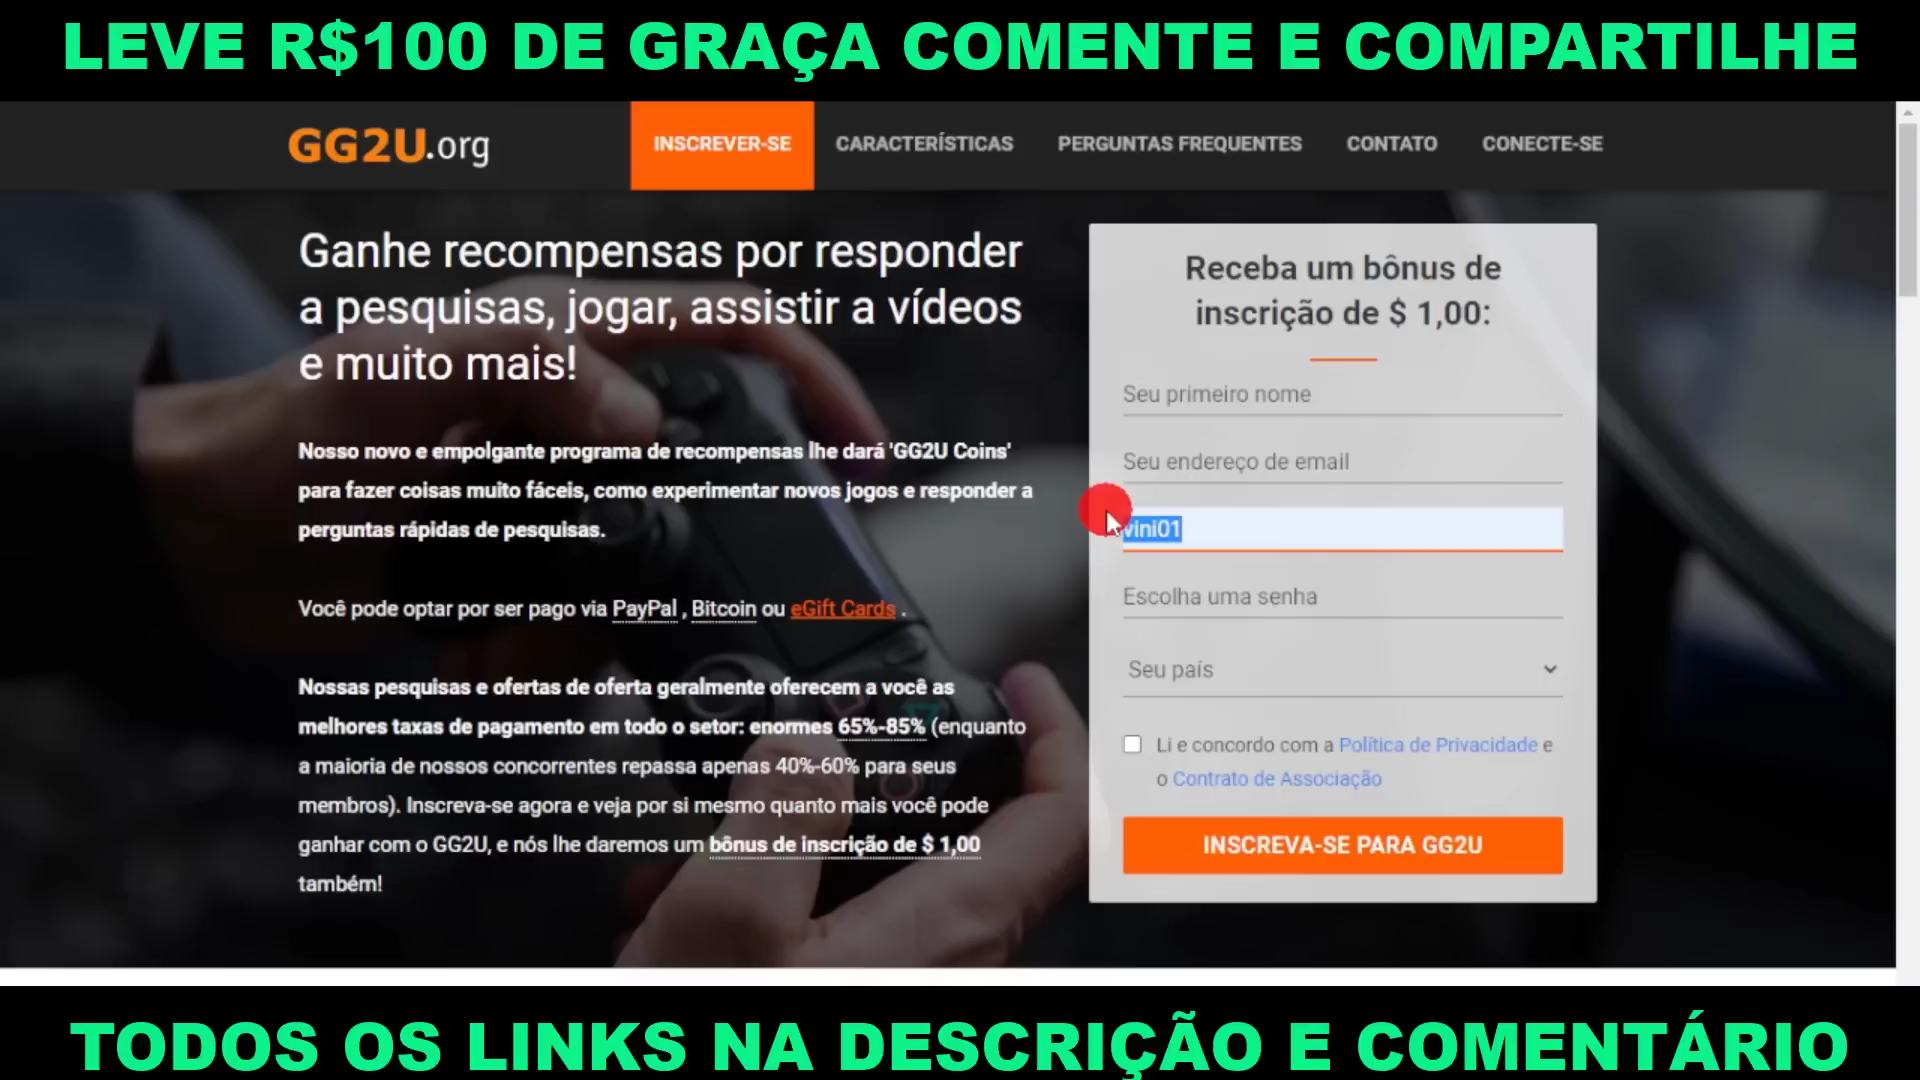 LEVE R$100 DE GRAÇA COMENTE E COMPARTILHE
GG2U.org
INSCREVER-SE
CARACTERÍSTICAS
PERGUNTAS FREQUENTES
CONTATO
CONECTE-SE
Ganhe recompensas por responder
a pesquisas, jogar, assistir a vídeos
e muito mais!
Nosso novo e empolgante programa de recompensas lhe dará 'GG2U Coins'
para fazer coisas muito fáceis, como experimentar novos jogos e responder a
perguntas rápidas de pesquisas.
Você pode optar por ser pago via PayPal , Bitcoin ou eGift Cards .
Nossas pesquisas e ofertas de oferta geralmente oferecem a você as
melhores taxas de pagamento em todo o setor: enormes 65%-85% (enquanto
a maioria de nossos concorrentes repassa apenas 40%-60% para seus
membros). Inscreva-se agora e veja por si mesmo quanto mais você pode
ganhar com o GG2U, e nós lhe daremos um bônus de inscrição de $ 1,00
também!
Receba um bônus de
inscrição de $ 1,00:
Seu primeiro nome
Seu endereço de email
vini01
Escolha uma senha
Seu país
Li e concordo com a Política de Privacidade e
o Contrato de Associação
INSCREVA-SE PARA GG2U
TODOS OS LINKS NA DESCRIÇÃO E COMENTÁRIO